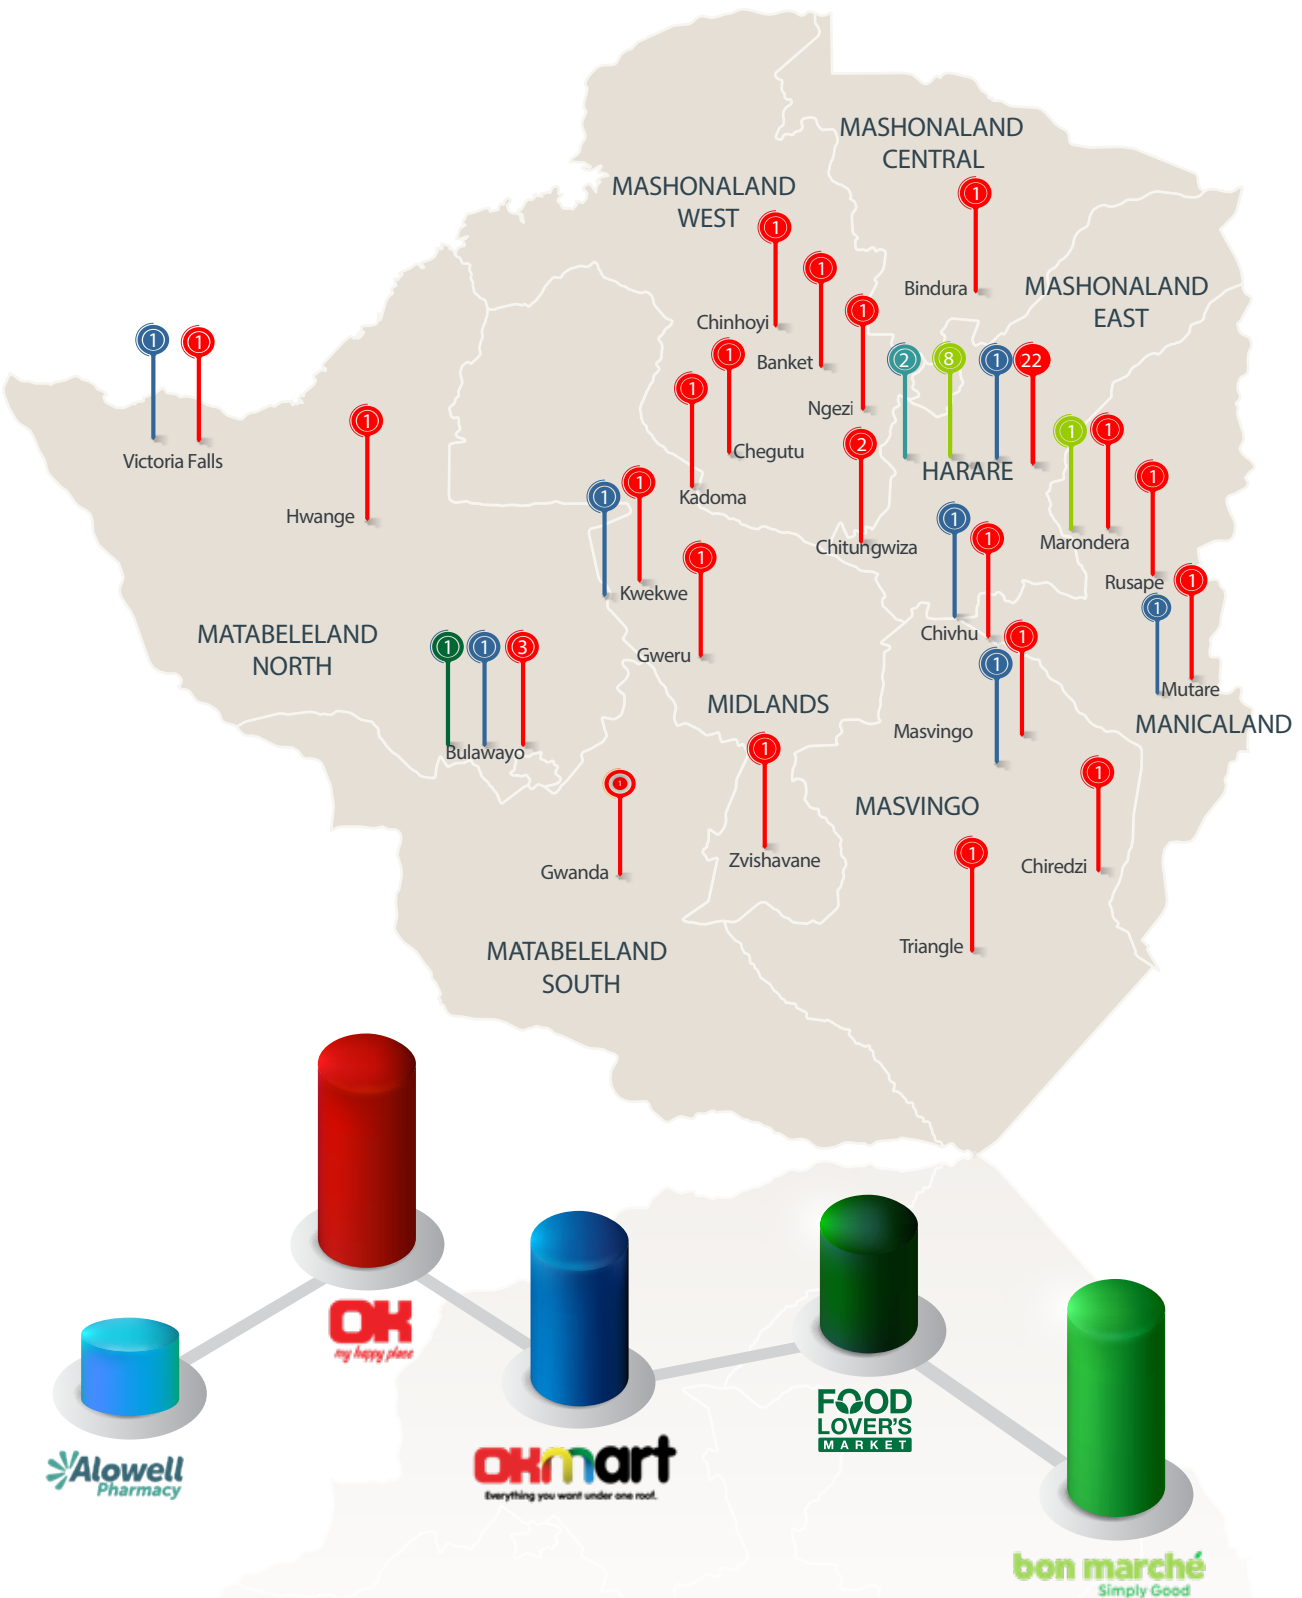 MASHONALAND
CENTRAL
MASHONALAND
WEST
1
1
1
Bindura
MASHONALAND
EAST
Chinhoyi
1
Banket
1
Ngezi
1
1
Victoria Falls
1
Hwange
1
Chegutu
1
Kadoma
2
8
1
22
HARARE
2
Chitungwiza
1
1
Marondera
1
Rusape
1
1
Kwekwe
1
Gweru
1
1
Chivhu
1
1
Mutare
MANICALAND
MATABELELAND
NORTH
1
1
3
Bulawayo
MIDLANDS
1
1
Masvingo
1
Gwanda
1
Zvishavane
MASVINGO
1
Chiredzi
1
Triangle
MATABELELAND
SOUTH
OK
my happy place
Alowell
Pharmacy
okmart
Everything you want under one roof.
FOOD
LOVER'S
MARKET
bon marché
Simply Good